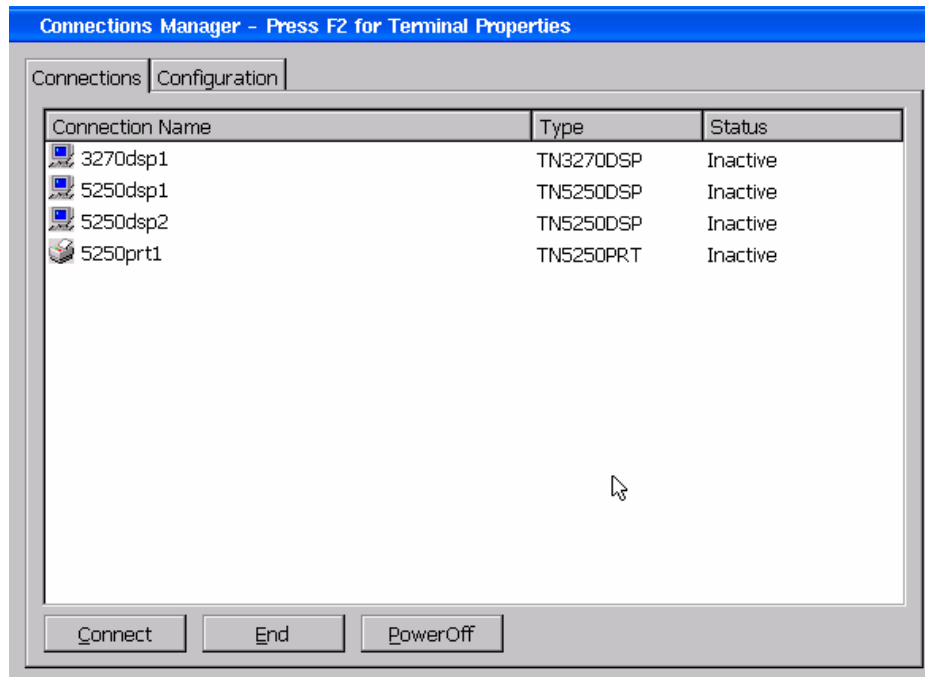 Connections Manager - Press F2 for Terminal Properties
Connections Configuration
Connection Name Type Status
3270dsp1 TN3270DSP Inactive
5250dsp1 TN5250DSP Inactive
5250dsp2 TN5250DSP Inactive
5250prt1 TN5250PRT Inactive
Connect End PowerOff